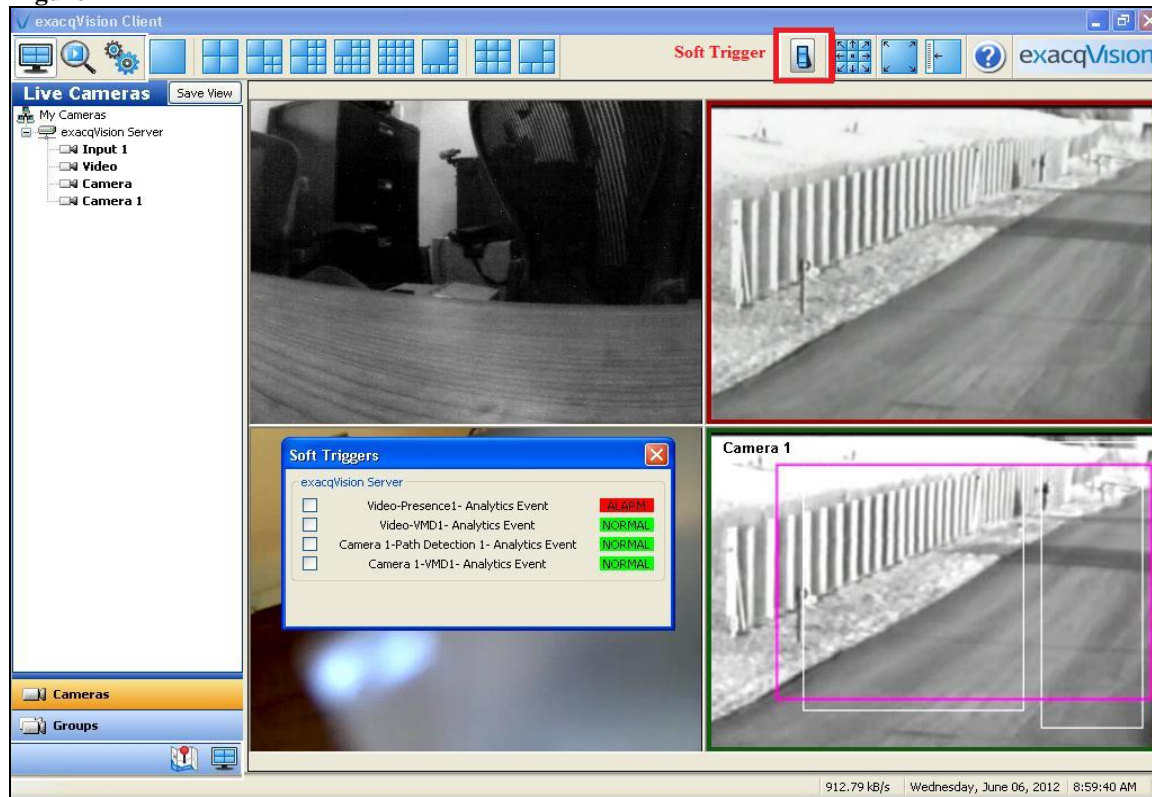 exacqVision Client
Soft Trigger
exacqVision
Live Cameras
Save View
My Cameras
exacqVision Server
Input 1
Video
Camera
Camera 1
Camera 1
Soft Triggers
exacqVision Server
Video-Presence1- Analytics Event ALARM
Video-VMD1- Analytics Event NORMAL
Camera 1-Path Detection 1- Analytics Event NORMAL
Camera 1-VMD1- Analytics Event NORMAL
Cameras
Groups
912.79 kB/s Wednesday, June 06, 2012 8:59:40 AM